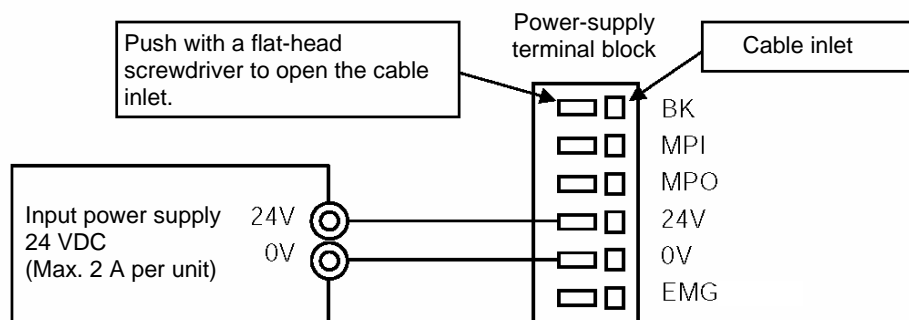 Power-supply
terminal block
Push with a flat-head
screwdriver to open the cable
inlet.
Cable inlet
BK
MPI
MPO
24V
0V
EMG
Input power supply
24 VDC
(Max. 2 A per unit)
24V
0V